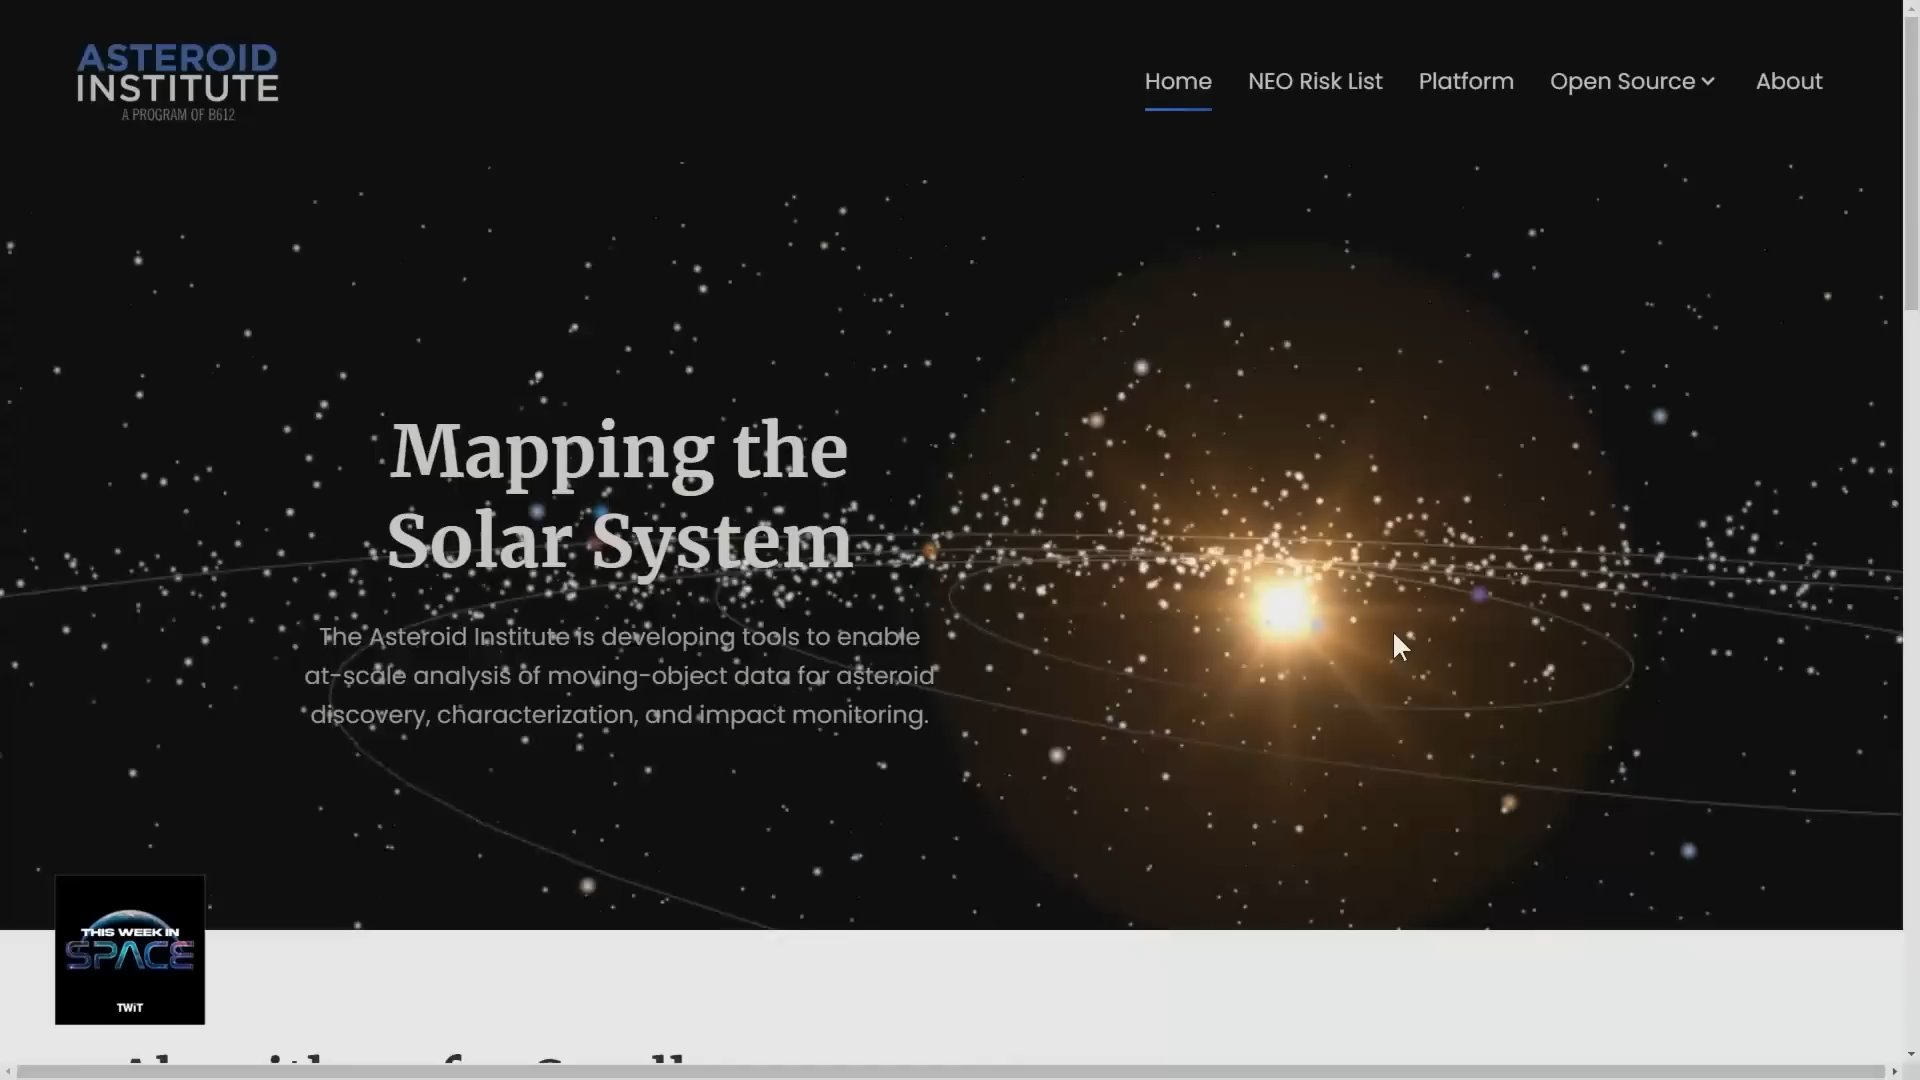 ASTEROID
INSTITUTE
A PROGRAM OF B612
Home NEO Risk List Platform Open Source About
Mapping the
Solar System
The Asteroid Institute is developing tools to enable
at-scale analysis of moving-object data for asteroid
discovery, characterization, and impact monitoring.
THIS WEEK IN
SPACE
TWiT